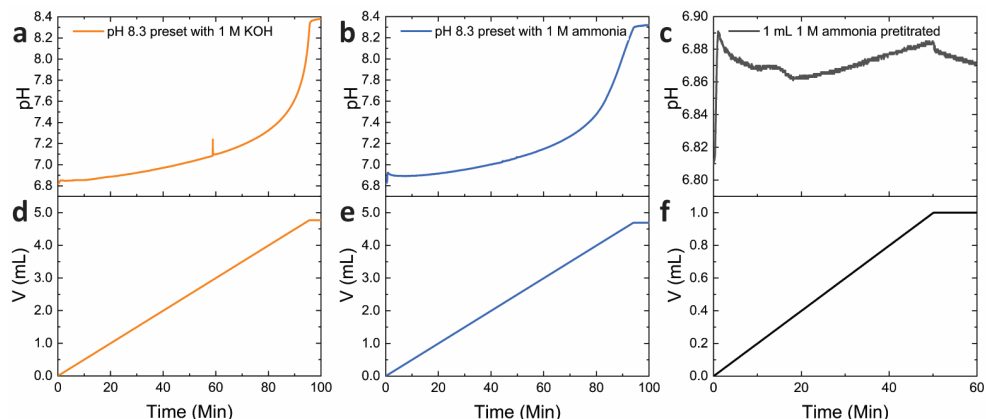 a
pH 8.3 preset with 1 M KOH
pH
8.4
8.2
8.0
7.8
7.6
7.4
7.2
7.0
6.8
b
pH 8.3 preset with 1 M ammonia
pH
8.4
8.2
8.0
7.8
7.6
7.4
7.2
7.0
6.8
c
1 mL 1 M ammonia pretitrated
pH
6.90
6.88
6.86
6.84
6.82
6.80
d
V (mL)
5.0
4.0
3.0
2.0
1.0
0.0
0 20 40 60 80 100
Time (Min)
e
V (mL)
5.0
4.0
3.0
2.0
1.0
0.0
0 20 40 60 80 100
Time (Min)
f
V (mL)
1.0
0.8
0.6
0.4
0.2
0.0
0 20 40 60
Time (Min)